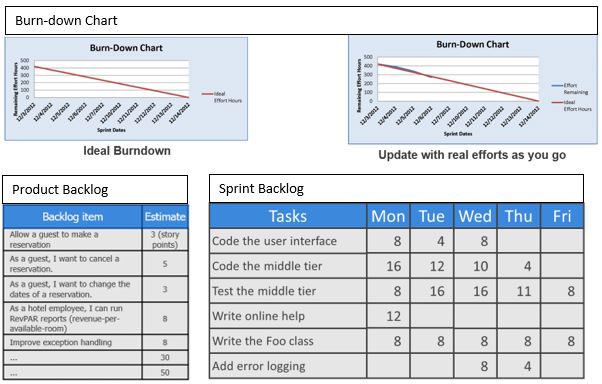 Burn-down Chart
Burn-Down Chart
Remaining Effort Hours
500
400
300
200
100
0
12/3/2012
12/4/2012
12/5/2012
12/6/2012
12/7/2012
12/8/2012
12/9/2012
12/10/2012
12/11/2012
12/12/2012
12/13/2012
12/14/2012
Sprint Dates
Ideal
Effort Hours
Ideal Burndown
Burn-Down Chart
Remaining Effort Hours
500
400
300
200
100
0
12/3/2012
12/4/2012
12/5/2012
12/6/2012
12/7/2012
12/8/2012
12/9/2012
12/10/2012
12/11/2012
12/12/2012
12/13/2012
12/14/2012
Sprint Dates
Effort
Remaining
Ideal
Effort Hours
Update with real efforts as you go
Product Backlog
Backlog item Estimate
Allow a guest to make a
reservation
3 (story
points)
As a guest, I want to cancel a
reservation.
5
As a guest, I want to change the
dates of a reservation.
3
As a hotel employee, I can run
RevPAR reports (revenue-per-
available-room)
8
Improve exception handling 8
... 30
... 50
Sprint Backlog
Tasks Mon Tue Wed Thu Fri
Code the user interface 8 4 8
Code the middle tier 16 12 10 4
Test the middle tier 8 16 16 11 8
Write online help 12
Write the Foo class 8 8 8 8 8
Add error logging 8 4